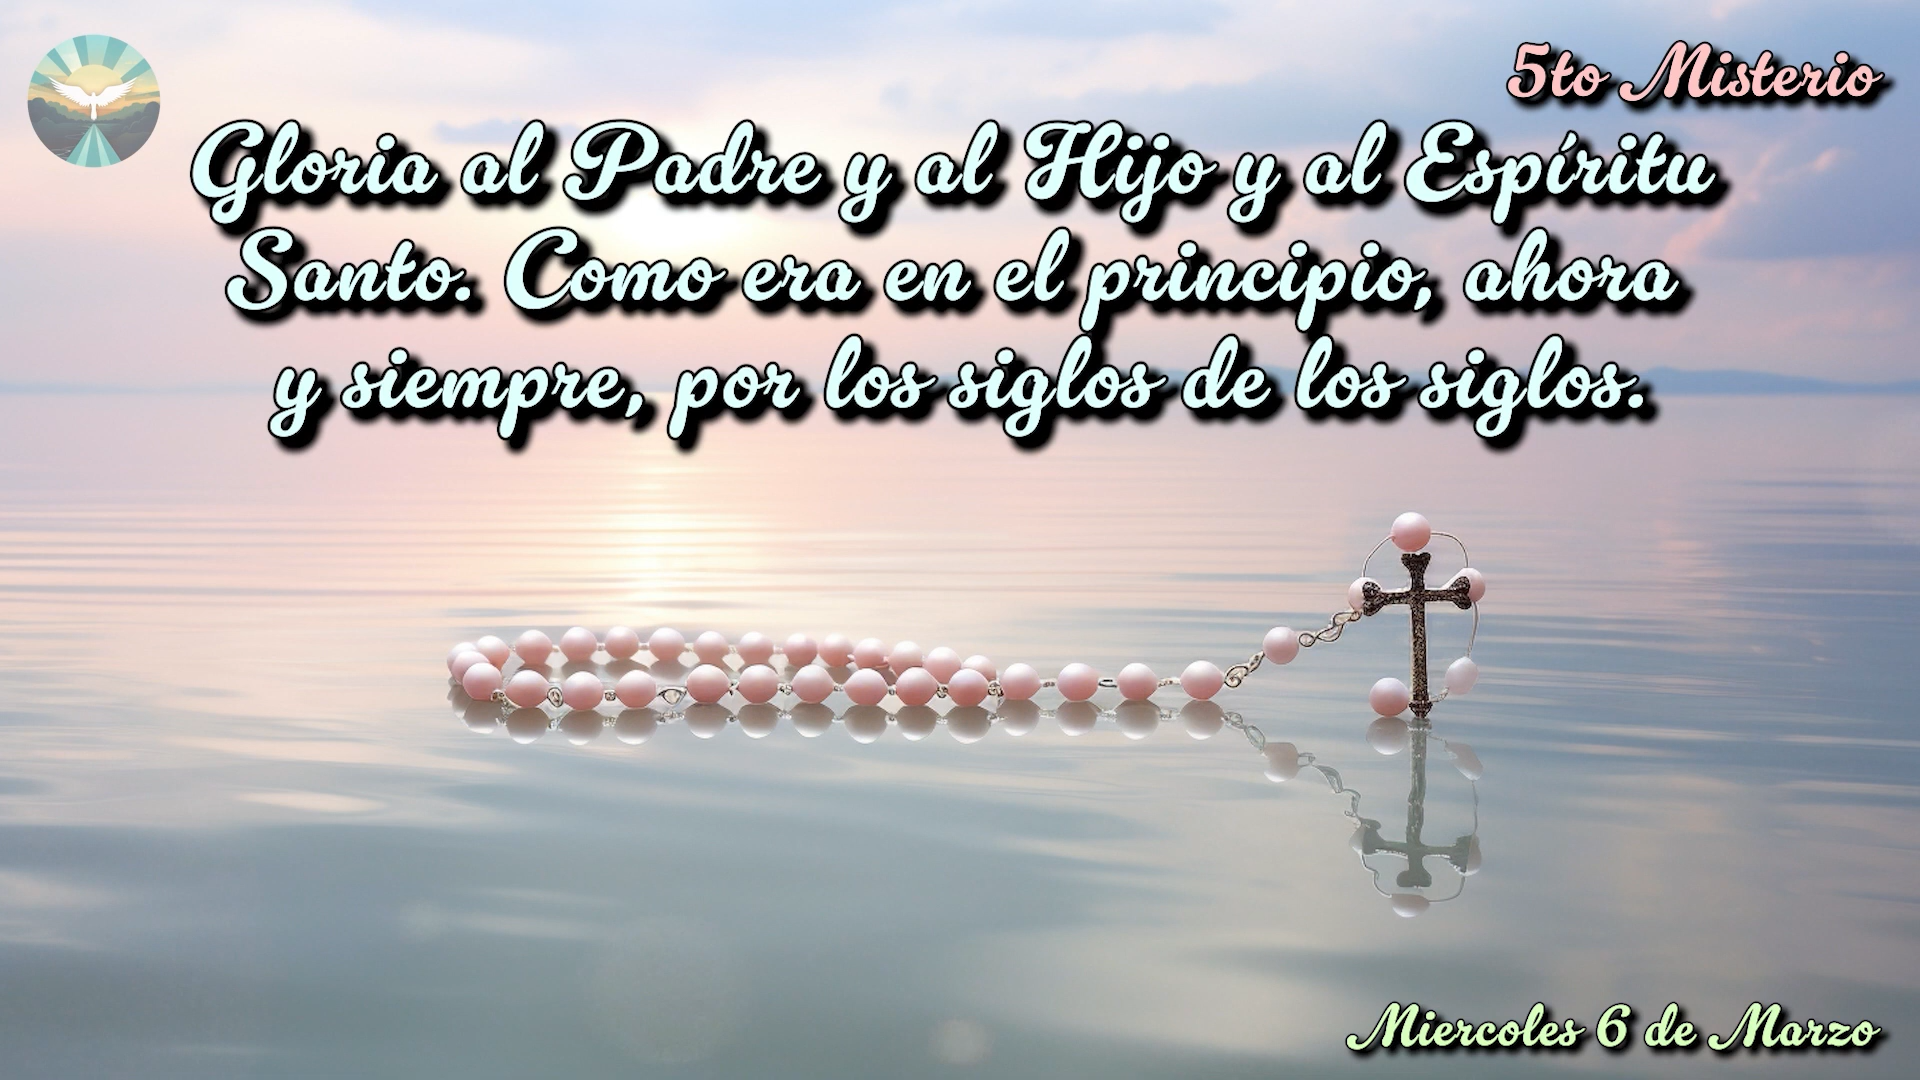 5to Misterio
Gloria al Padre y al Hijo y al Espíritu
Santo. Como era en el principio, ahora
y siempre, por los siglos de los siglos.
Miercoles 6 de Marzo